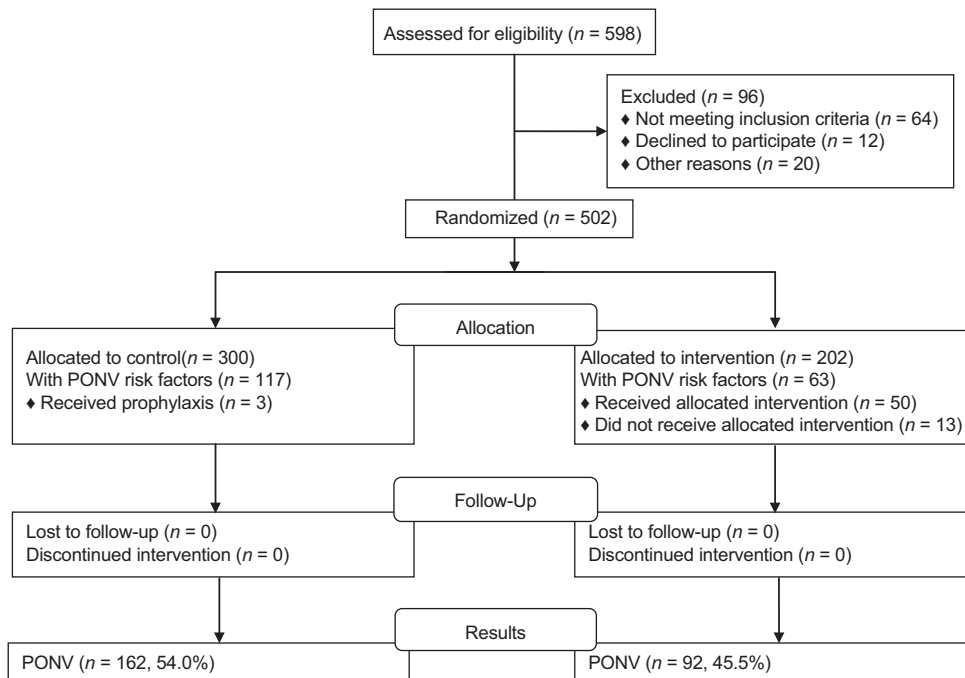 Assessed for eligibility (n = 598)
Excluded (n = 96)
♦ Not meeting inclusion criteria (n = 64)
♦ Declined to participate (n = 12)
♦ Other reasons (n = 20)
Randomized (n = 502)
Allocation
Allocated to control(n = 300)
With PONV risk factors (n = 117)
♦ Received prophylaxis (n = 3)
Allocated to intervention (n = 202)
With PONV risk factors (n = 63)
♦ Received allocated intervention (n = 50)
♦ Did not receive allocated intervention (n = 13)
Follow-Up
Lost to follow-up (n = 0)
Discontinued intervention (n = 0)
Lost to follow-up (n = 0)
Discontinued intervention (n = 0)
Results
PONV (n = 162, 54.0%)
PONV (n = 92, 45.5%)